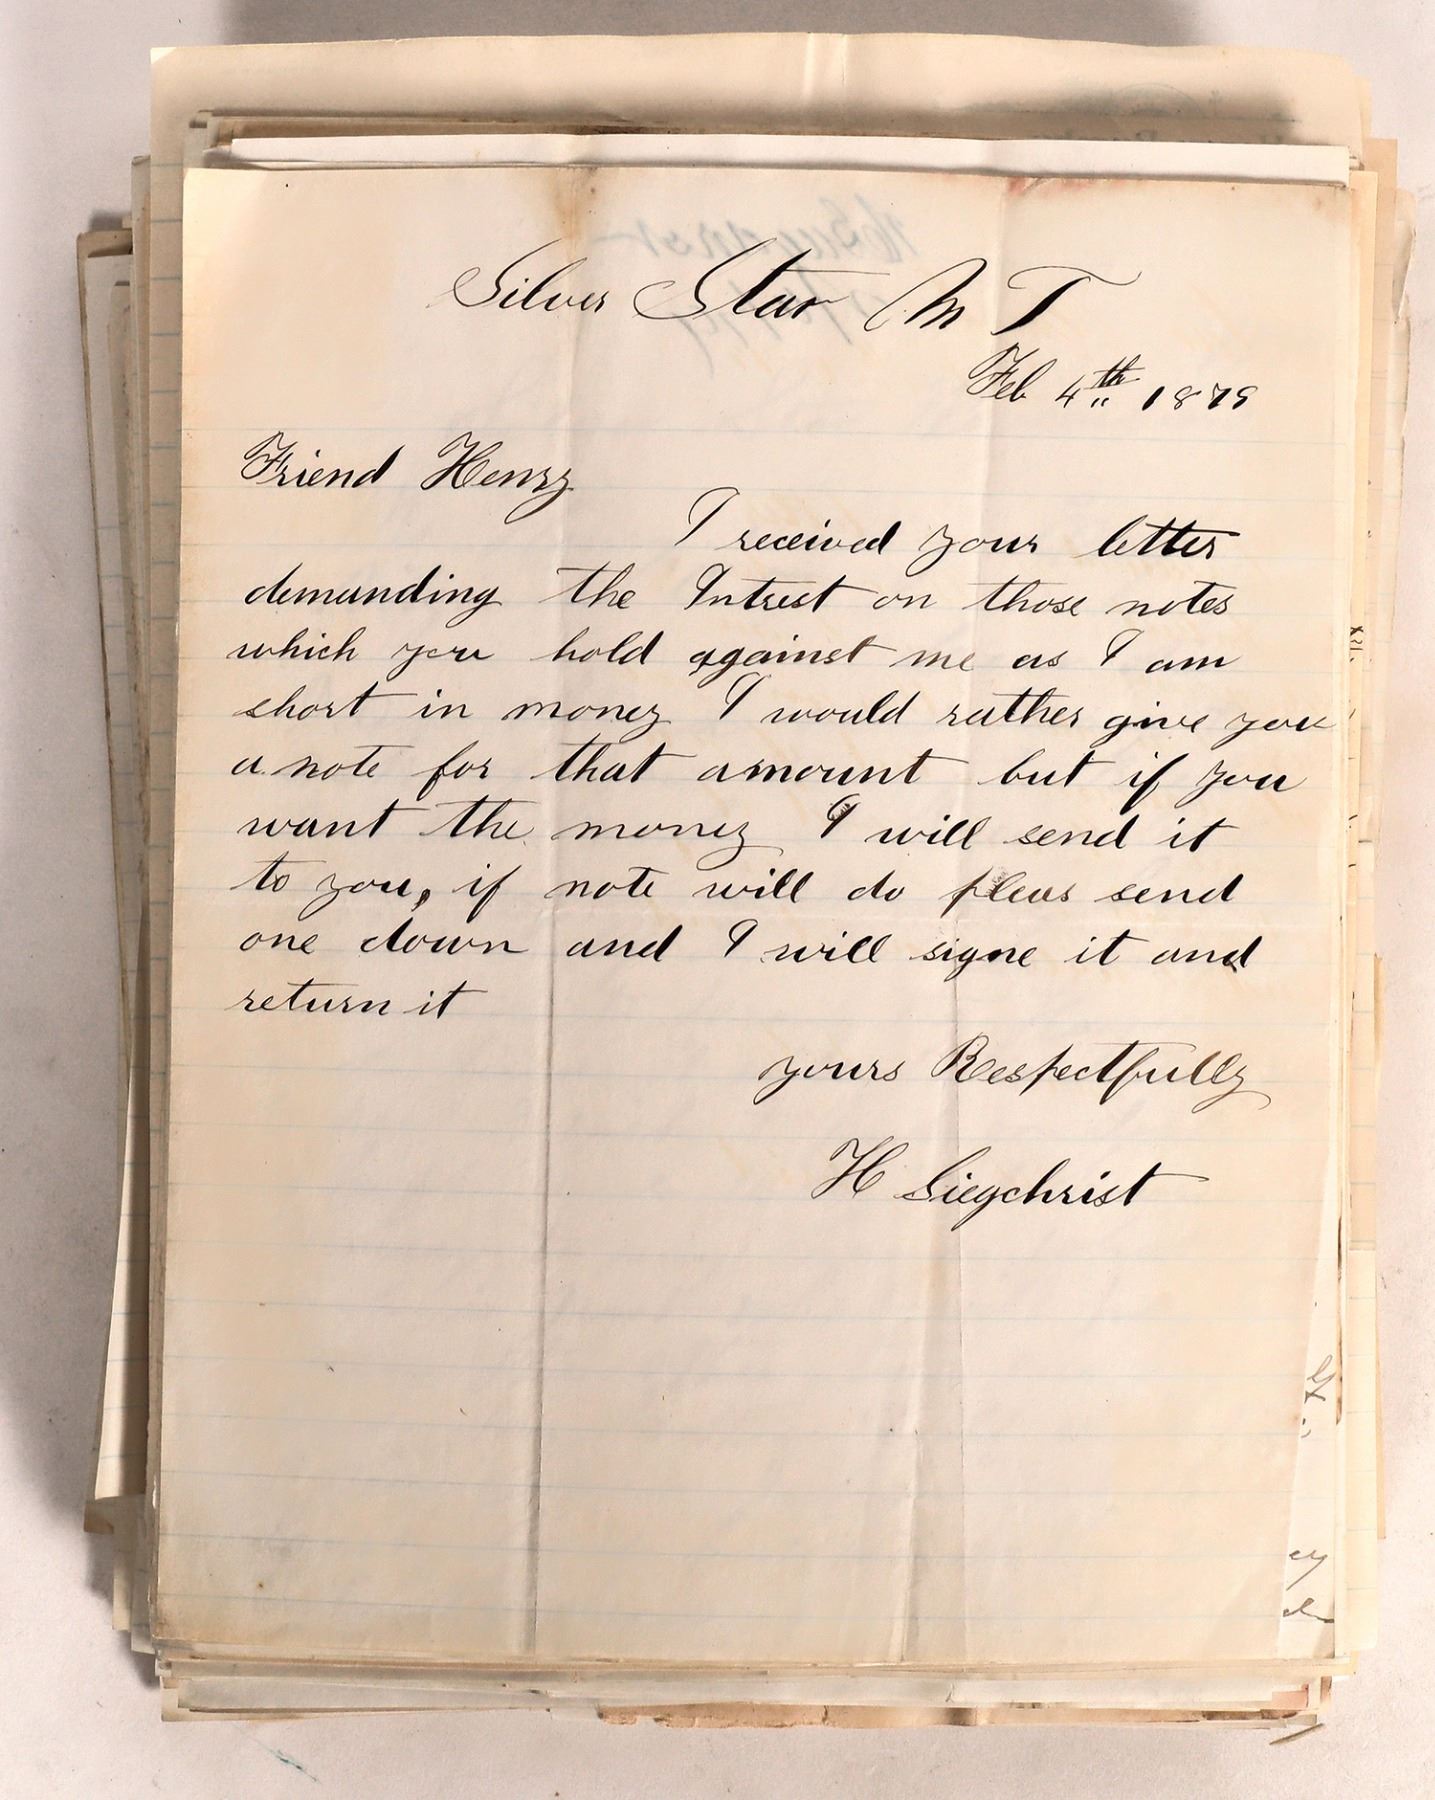 Silver Star M T
Feb 4th 1879
Friend Henry
I received your letter
demanding the Intrest on those notes
which you hold against me as I am
short in money I would rather give you
a note for that amount but if you
want the money I will send it
to you, if note will do pleas send
one down and I will signe it and
return it
yours Respectfully
H Siegchrist